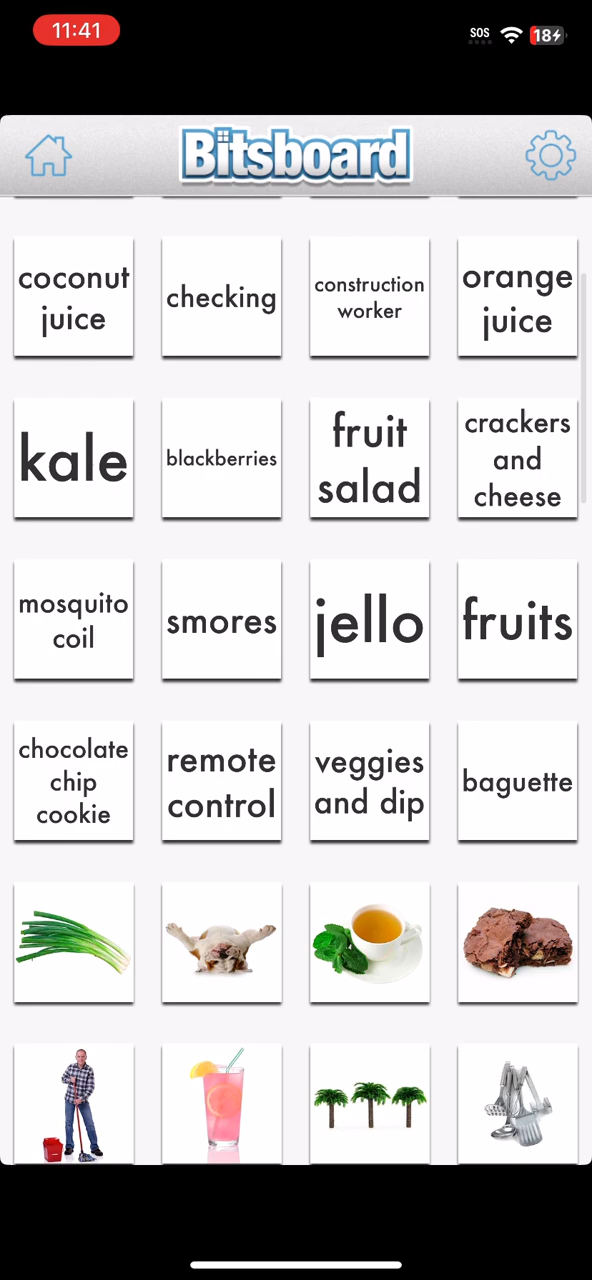 11:41
SOS
18
Bitsboard
coconut
juice
checking
construction
worker
orange
juice
kale
blackberries
fruit
salad
crackers
and
cheese
mosquito
coil
smores
jello
fruits
chocolate
chip
cookie
remote
control
veggies
and dip
baguette